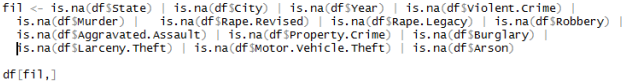 fil <- is.na(df$State) | is.na(df$City) | is.na(df$Year) | is.na(df$Violent.Crime) |
is.na(df$Murder) | is.na(df$Rape.Revised) | is.na(df$Rape.Legacy) | is.na(df$Robbery) |
is.na(df$Aggravated.Assault) | is.na(df$Property.Crime) | is.na(df$Burglary) |
is.na(df$Larceny.Theft) | is.na(df$Motor.Vehicle.Theft) | is.na(df$Arson)
df[fil,]